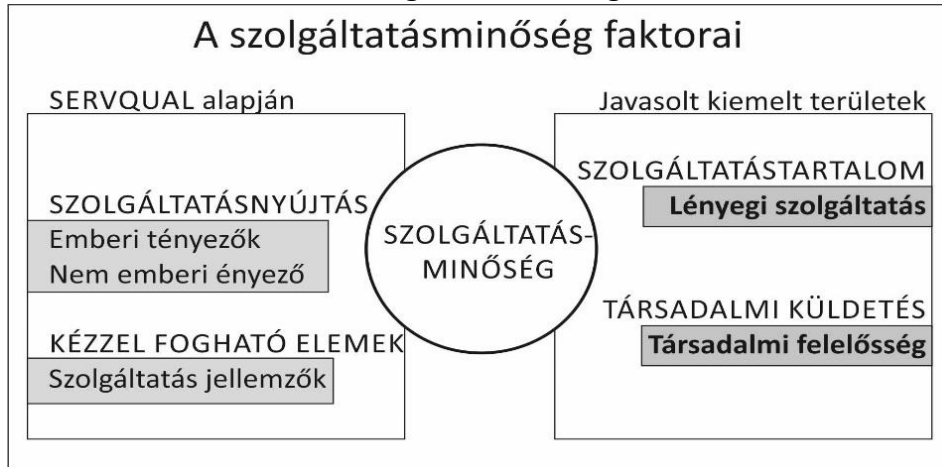 A szolgáltatásminőség faktorai
SERVQUAL alapján
SZOLGÁLTATÁSNYÚJTÁS
Emberi tényezők
Nem emberi ényező
KÉZZEL FOGHATÓ ELEMEK
Szolgáltatás jellemzők
SZOLGÁLTATÁS-
MINŐSÉG
Javasolt kiemelt területek
SZOLGÁLTATÁSTARTALOM
Lényegi szolgáltatás
TÁRSADALMI KÜLDETÉS
Társadalmi felelősség